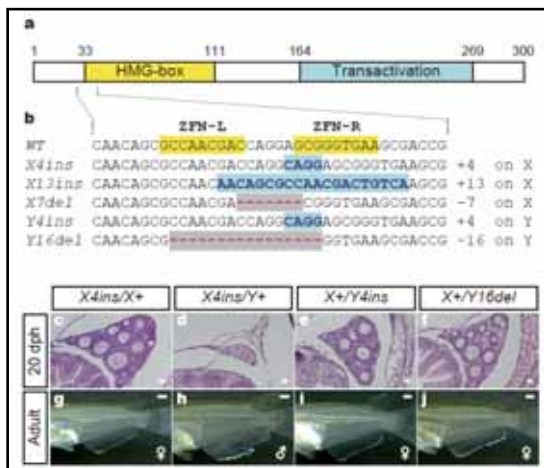 a
1 33 111 164 269 300
HMG-box Transactivation
b
ZFN-L ZFN-R
WT CAACAGCGCCAACGACCAGGAGCGGGTGAAGCGACCG
X4ins CAACAGCGCCAACGACCAGGCAGGAGCGGGTGAAGCG +4 on X
X13ins CAACAGCGCCAACAACAGCGCCAACGACTGTCAAGCG +13 on X
X7del CAACAGCGCCAACGA-------CGGGTGAAGCGACCG -7 on X
Y4ins CAACAGCGCCAACGACCAGGCAGGAGCGGGTGAAGCG +4 on Y
Y16del CAACAGCG----------------GGTGAAGCGACCG -16 on Y
X4ins/X+ X4ins/Y+ X+/Y4ins X+/Y16del
20 dph
c d e f
Adult
g h i j
♀ ♂ ♀ ♀